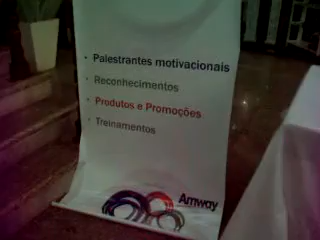 • Palestrantes motivacionais
• Reconhecimentos
• Produtos e Promoções
• Treinamentos
Amway